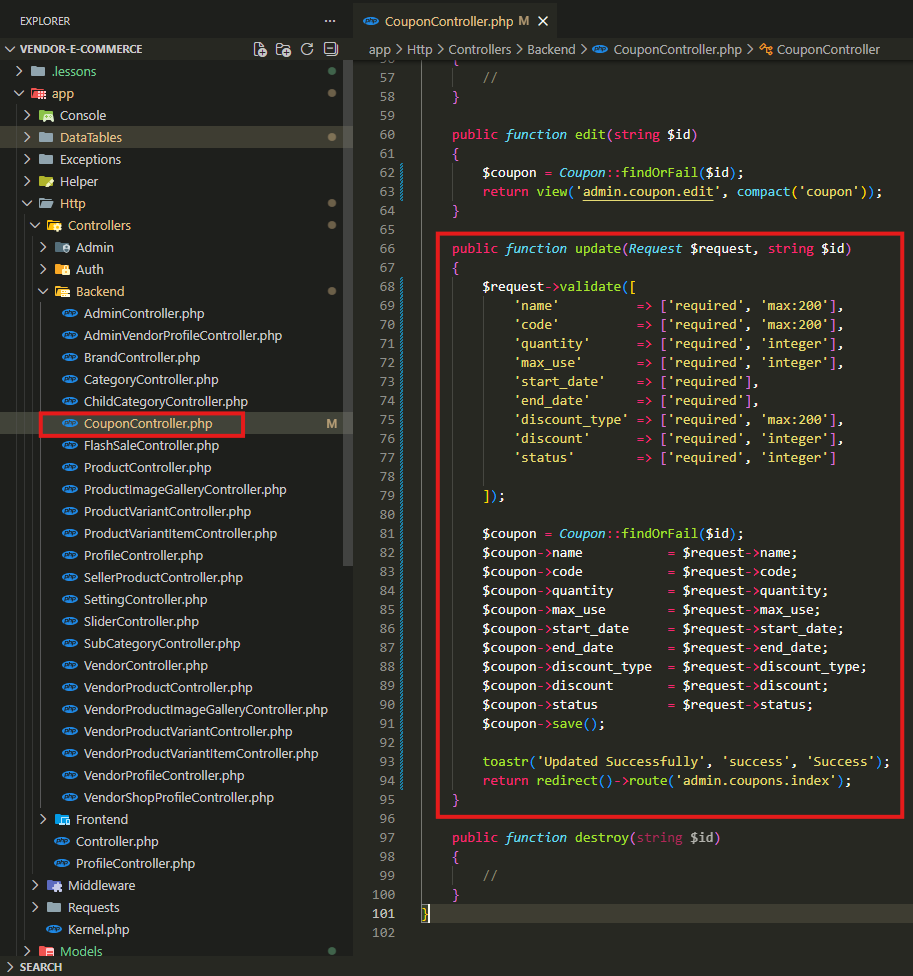 EXPLORER
VENDOR-E-COMMERCE
.lessons
app
Console
DataTables
Exceptions
Helper
Http
Controllers
Admin
Auth
Backend
AdminController.php
AdminVendorProfileController.php
BrandController.php
CategoryController.php
ChildCategoryController.php
CouponController.php M
FlashSaleController.php
ProductController.php
ProductImageGalleryController.php
ProductVariantController.php
ProductVariantItemController.php
ProfileController.php
SellerProductController.php
SettingController.php
SliderController.php
SubCategoryController.php
VendorController.php
VendorProductController.php
VendorProductImageGalleryController.php
VendorProductVariantController.php
VendorProductVariantItemController.php
VendorProfileController.php
VendorShopProfileController.php
Frontend
Controller.php
ProfileController.php
Middleware
Requests
Kernel.php
Models
SEARCH
CouponController.php M
app > Http > Controllers > Backend > CouponController.php > CouponController
56 {
57 //
58 }
59
60 public function edit(string $id)
61 {
62 $coupon = Coupon::findOrFail($id);
63 return view('admin.coupon.edit', compact('coupon'));
64 }
65
66 public function update(Request $request, string $id)
67 {
68 $request->validate([
69 'name' => ['required', 'max:200'],
70 'code' => ['required', 'max:200'],
71 'quantity' => ['required', 'integer'],
72 'max_use' => ['required', 'integer'],
73 'start_date' => ['required'],
74 'end_date' => ['required'],
75 'discount_type' => ['required', 'max:200'],
76 'discount' => ['required', 'integer'],
77 'status' => ['required', 'integer']
78
79 ]);
80
81 $coupon = Coupon::findOrFail($id);
82 $coupon->name = $request->name;
83 $coupon->code = $request->code;
84 $coupon->quantity = $request->quantity;
85 $coupon->max_use = $request->max_use;
86 $coupon->start_date = $request->start_date;
87 $coupon->end_date = $request->end_date;
88 $coupon->discount_type = $request->discount_type;
89 $coupon->discount = $request->discount;
90 $coupon->status = $request->status;
91 $coupon->save();
92
93 toastr('Updated Successfully', 'success', 'Success');
94 return redirect()->route('admin.coupons.index');
95 }
96
97 public function destroy(string $id)
98 {
99 //
100 }
101 }
102